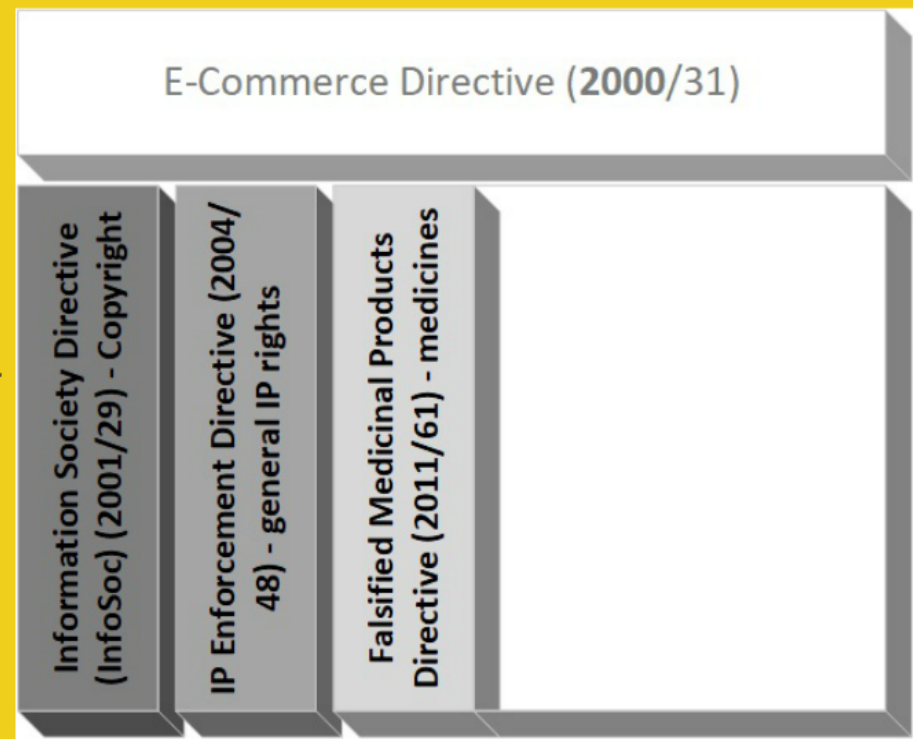 E-Commerce Directive (2000/31)
Information Society Directive
(InfoSoc) (2001/29) - Copyright
IP Enforcement Directive (2004/
48) - general IP rights
Falsified Medicinal Products
Directive (2011/61) - medicines